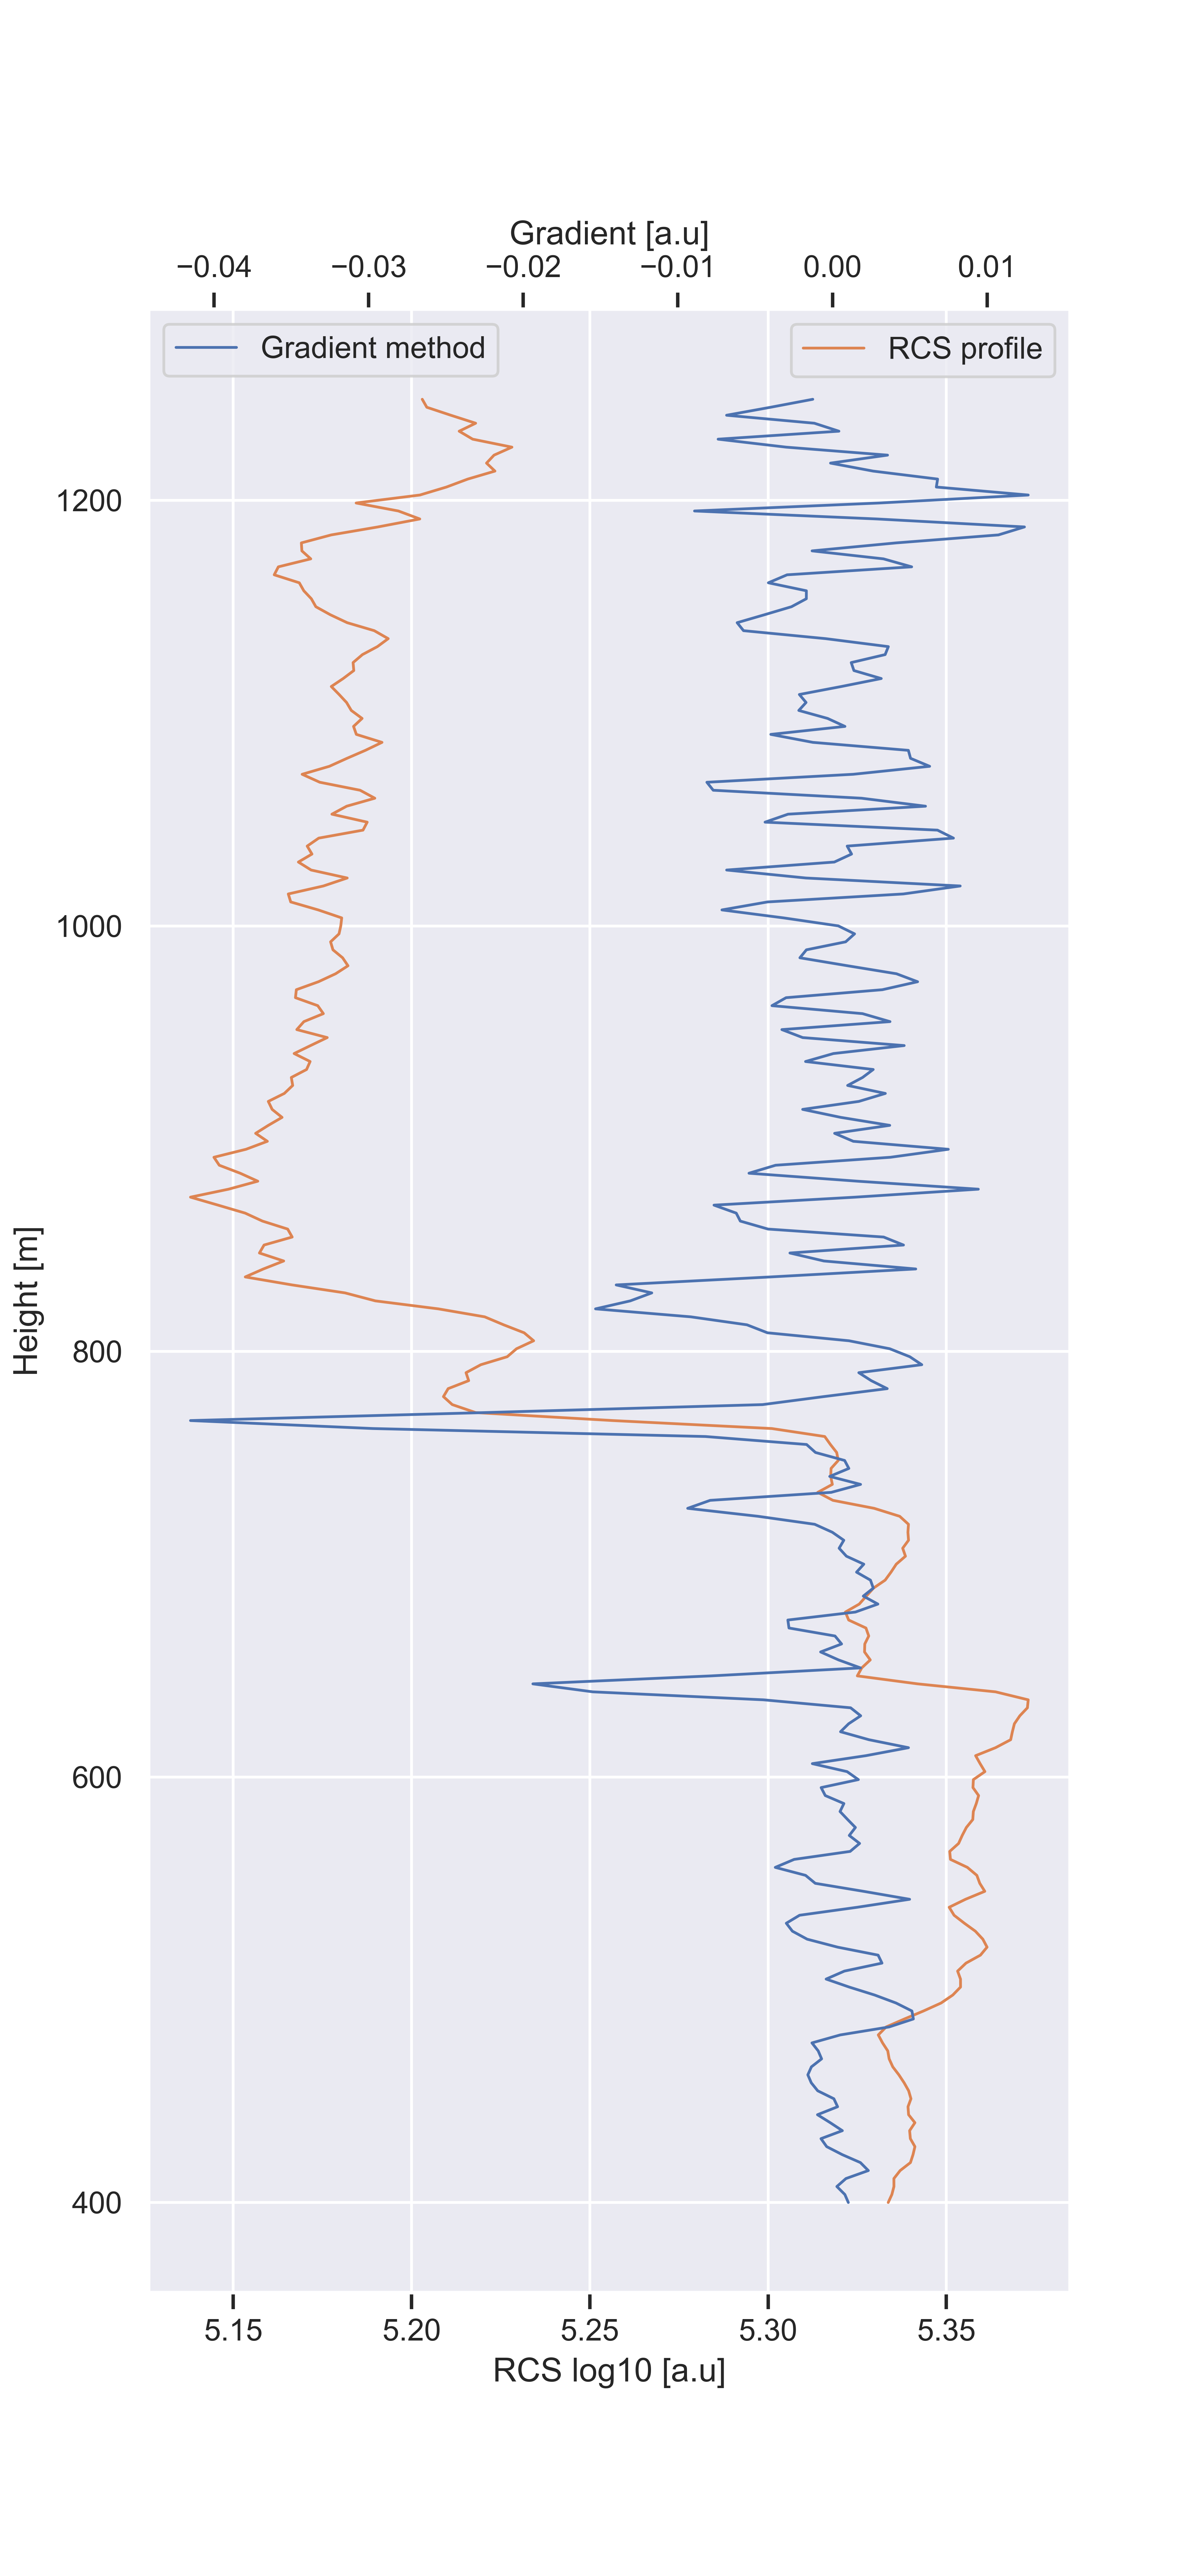 Gradient [a.u]
−0.04 −0.03 −0.02 −0.01 0.00 0.01
Gradient method RCS profile
1200
1000
800
600
400
Height [m]
5.15 5.20 5.25 5.30 5.35
RCS log10 [a.u]